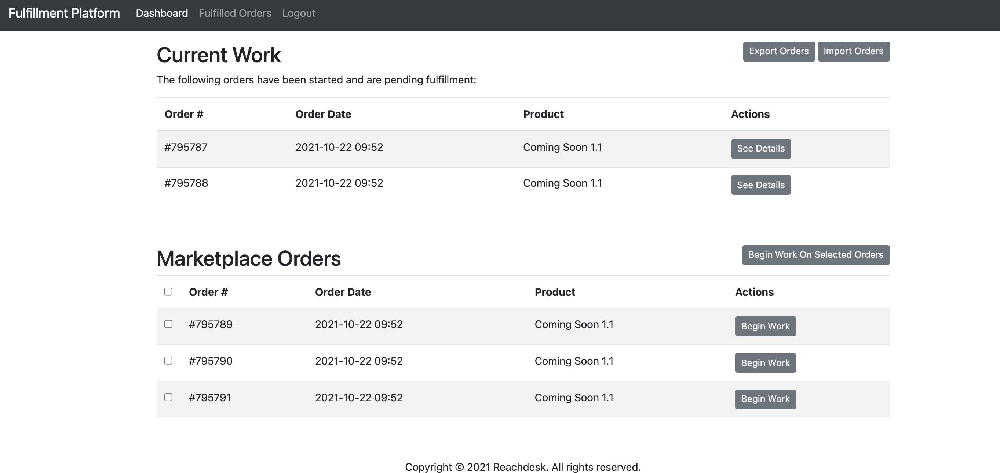 Fulfillment Platform Dashboard Fulfilled Orders Logout
Current Work Export Orders Import Orders
The following orders have been started and are pending fulfillment:
Order # Order Date Product Actions
#795787 2021-10-22 09:52 Coming Soon 1.1 See Details
#795788 2021-10-22 09:52 Coming Soon 1.1 See Details
Marketplace Orders Begin Work On Selected Orders
Order # Order Date Product Actions
#795789 2021-10-22 09:52 Coming Soon 1.1 Begin Work
#795790 2021-10-22 09:52 Coming Soon 1.1 Begin Work
#795791 2021-10-22 09:52 Coming Soon 1.1 Begin Work
Copyright © 2021 Reachdesk. All rights reserved.